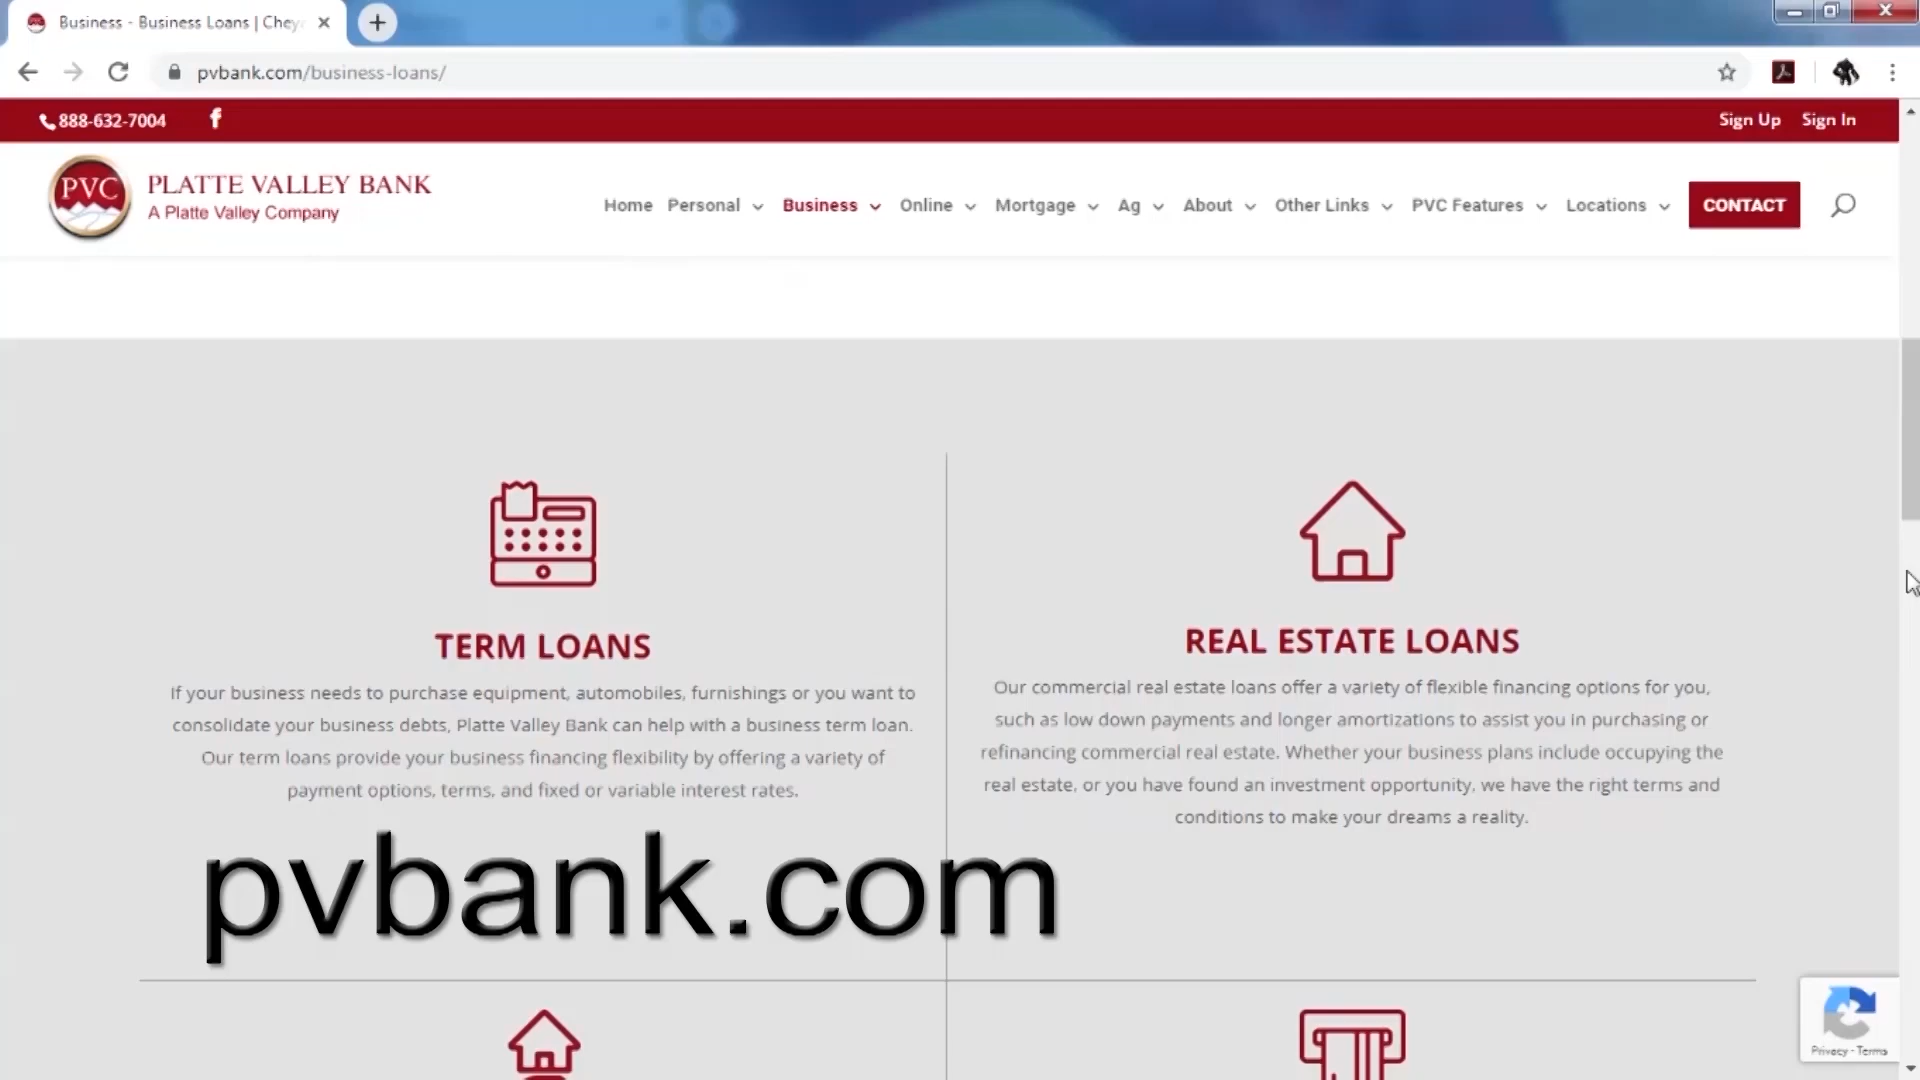 Business - Business Loans | Chey
pvbank.com/business-loans/
888-632-7004
Sign Up Sign In
PVC
PLATTE VALLEY BANK
A Platte Valley Company
Home Personal Business Online Mortgage Ag About Other Links PVC Features Locations CONTACT
TERM LOANS
If your business needs to purchase equipment, automobiles, furnishings or you want to
consolidate your business debts, Platte Valley Bank can help with a business term loan.
Our term loans provide your business financing flexibility by offering a variety of
payment options, terms, and fixed or variable interest rates.
REAL ESTATE LOANS
Our commercial real estate loans offer a variety of flexible financing options for you,
such as low down payments and longer amortizations to assist you in purchasing or
refinancing commercial real estate. Whether your business plans include occupying the
real estate, or you have found an investment opportunity, we have the right terms and
conditions to make your dreams a reality.
pvbank.com
Privacy - Terms